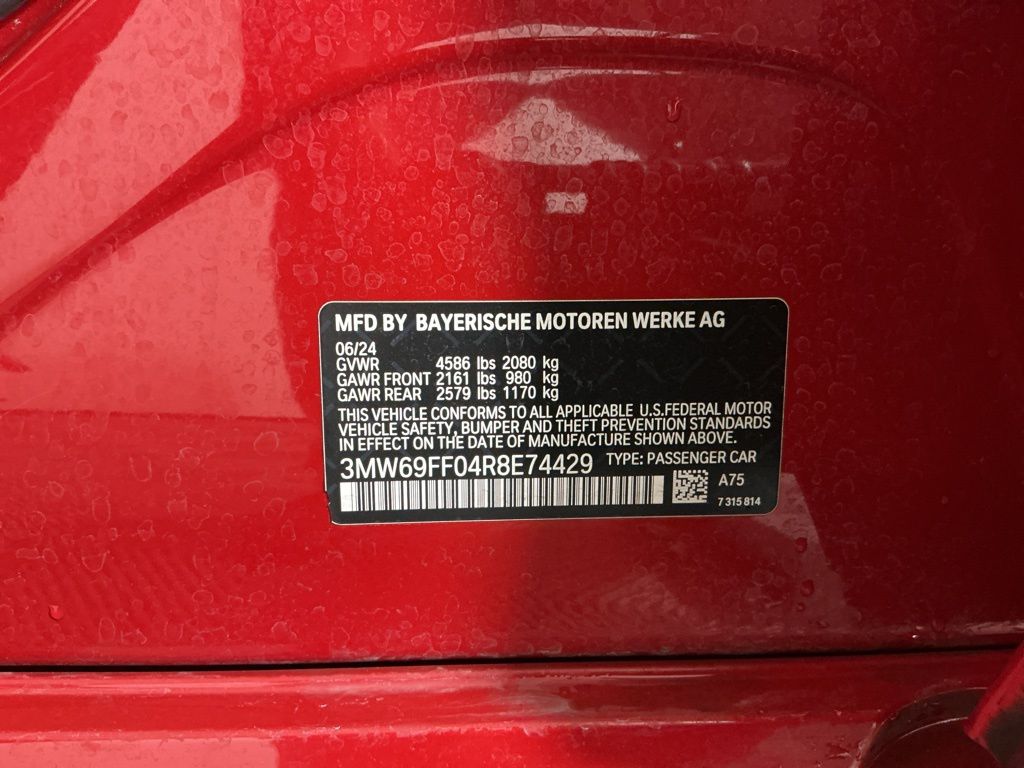 MFD BY BAYERISCHE MOTOREN WERKE AG
06/24
GVWR 4586 lbs 2080 kg
GAWR FRONT 2161 lbs 980 kg
GAWR REAR 2579 lbs 1170 kg
THIS VEHICLE CONFORMS TO ALL APPLICABLE U.S.FEDERAL MOTOR
VEHICLE SAFETY, BUMPER AND THEFT PREVENTION STANDARDS
IN EFFECT ON THE DATE OF MANUFACTURE SHOWN ABOVE.
3MW69FF04R8E74429 TYPE: PASSENGER CAR
A75
7 315 814